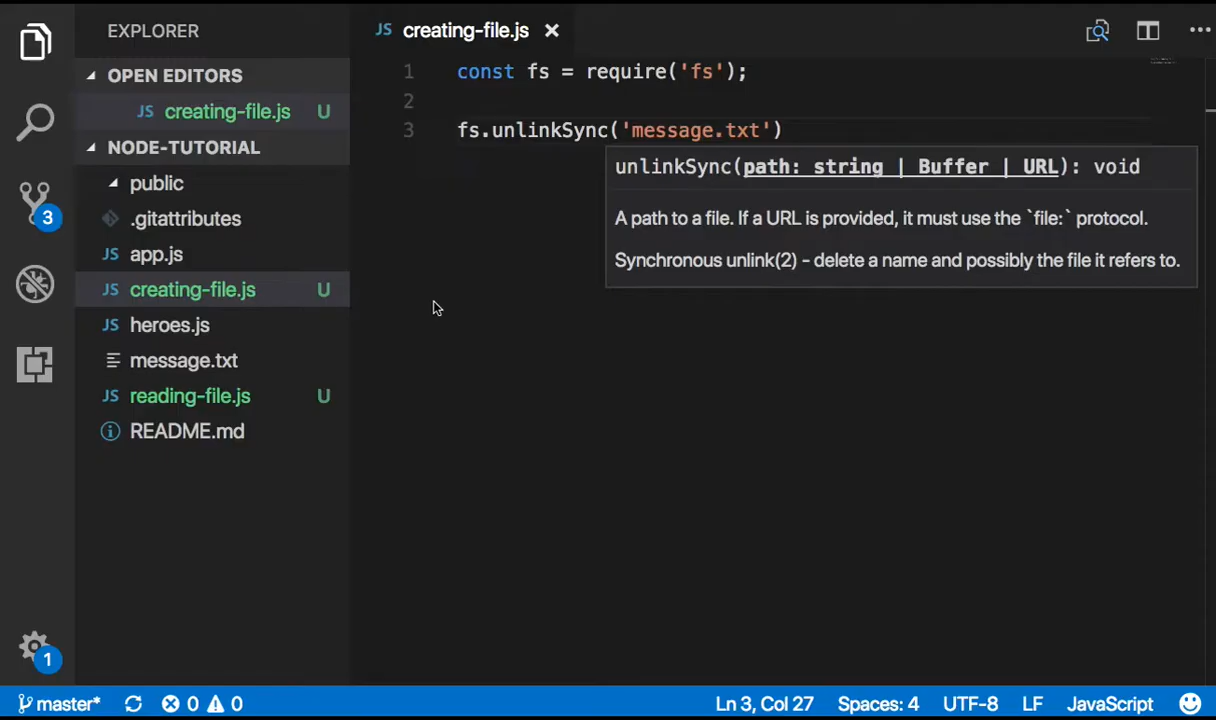 EXPLORER
JS creating-file.js
OPEN EDITORS
JS creating-file.js U
NODE-TUTORIAL
public
.gitattributes
JS app.js
JS creating-file.js U
JS heroes.js
message.txt
JS reading-file.js U
README.md
3
1
1 const fs = require('fs');
2
3 fs.unlinkSync('message.txt')
unlinkSync(path: string | Buffer | URL): void
A path to a file. If a URL is provided, it must use the `file:` protocol.
Synchronous unlink(2) - delete a name and possibly the file it refers to.
master* 0 0 Ln 3, Col 27 Spaces: 4 UTF-8 LF JavaScript